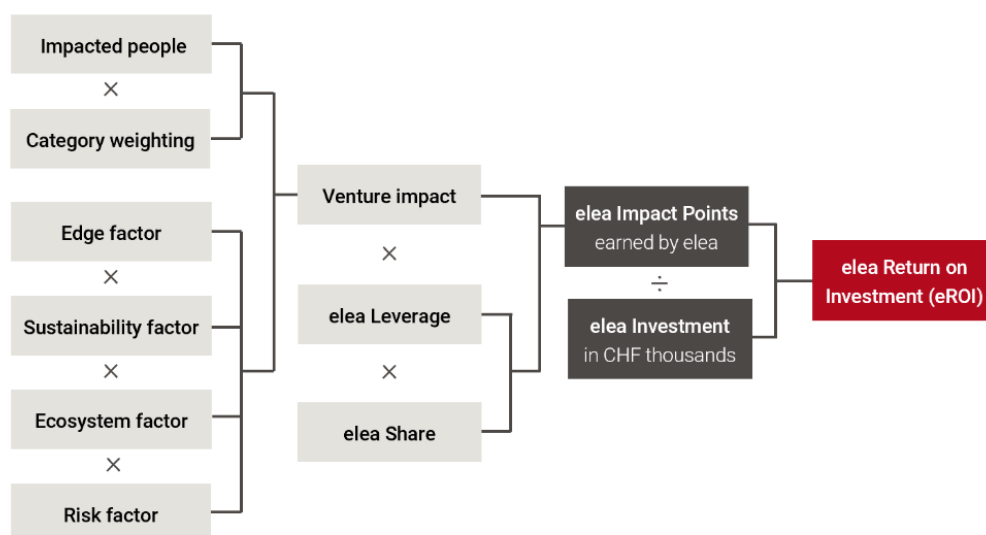 Impacted people
×
Category weighting
Edge factor
×
Sustainability factor
×
Ecosystem factor
×
Risk factor
Venture impact
×
elea Leverage
×
elea Share
elea Impact Points
earned by elea
÷
elea Investment
in CHF thousands
elea Return on
Investment (eROI)